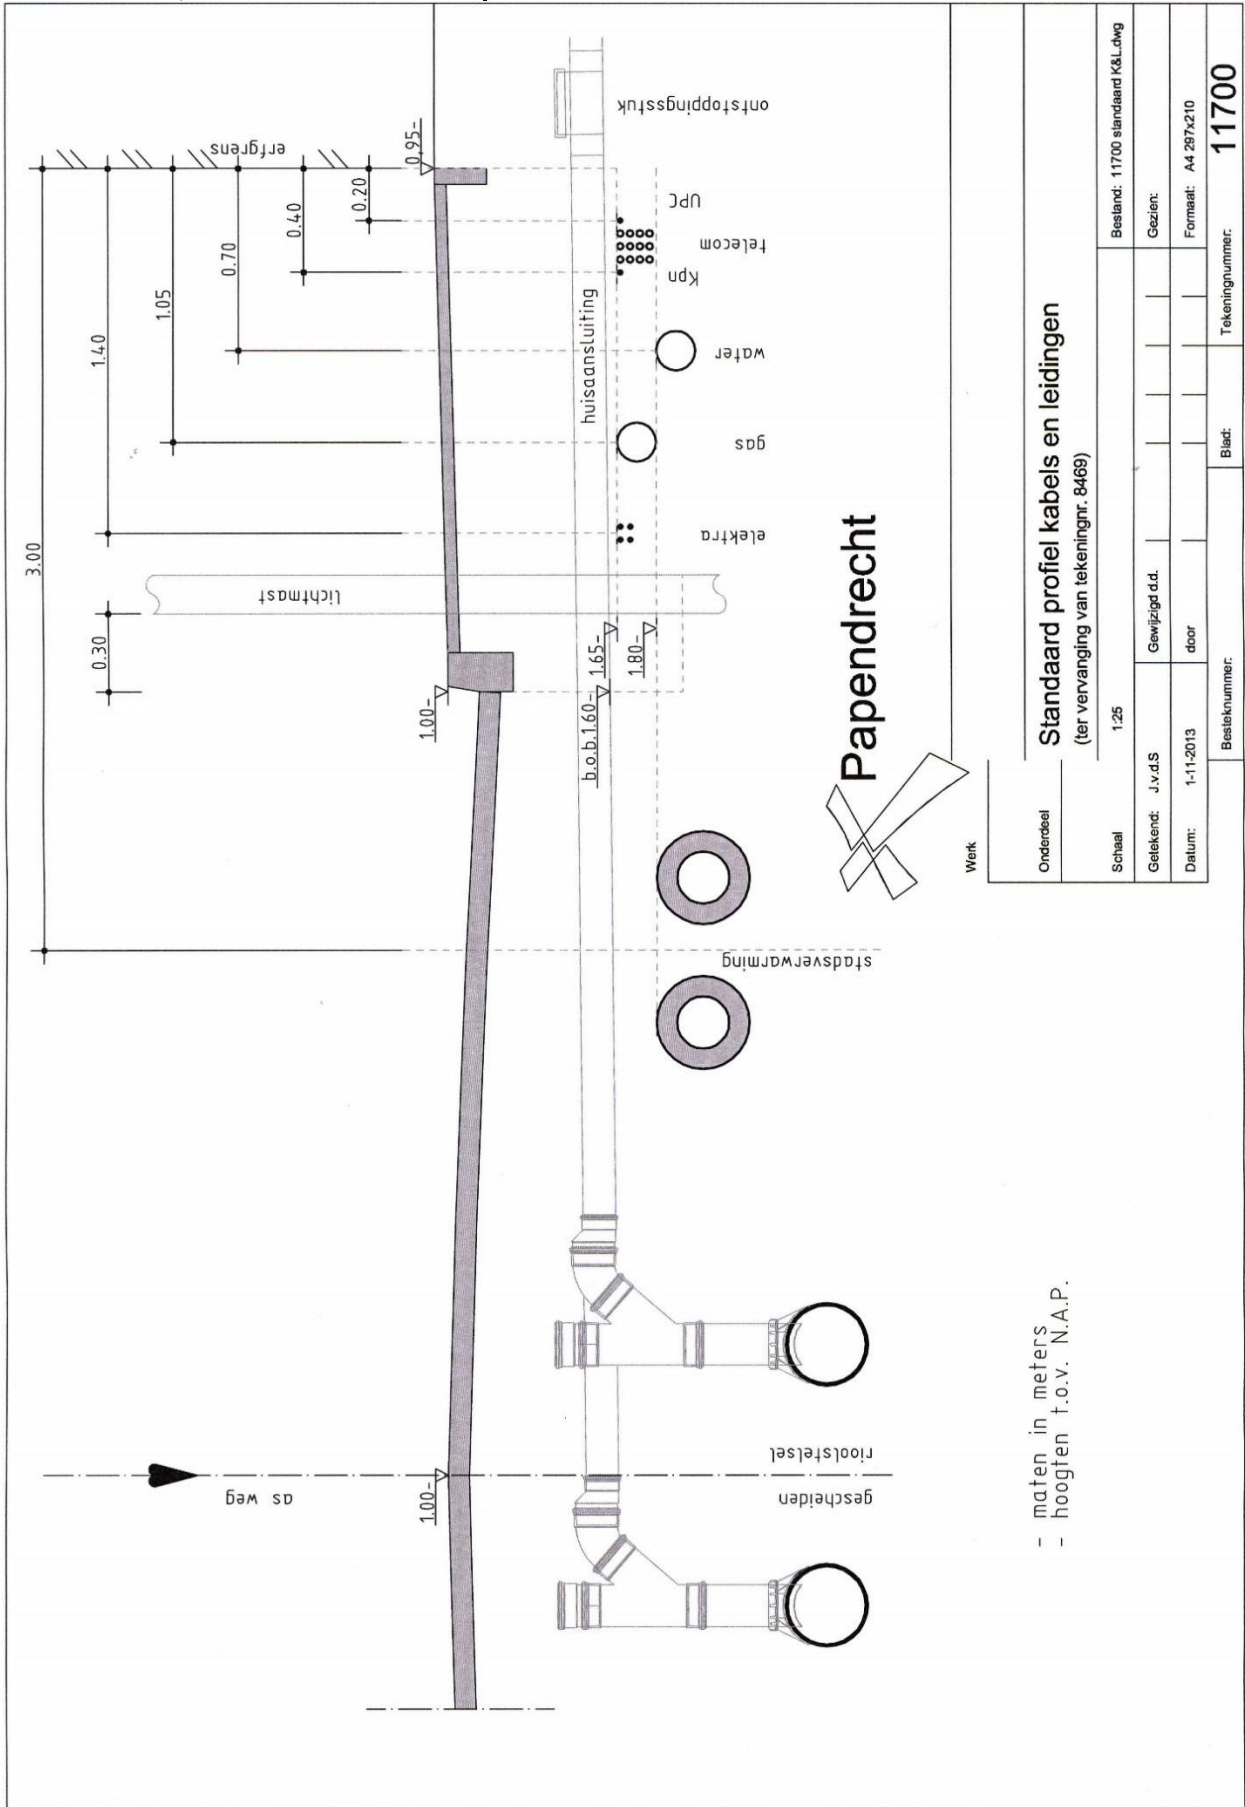 3.00
1.40
1.05
0.70
0.40
0.20
0.30
erfgrens
lichtmast
as weg
0,95-
1.00-
1.00-
huisaansluiting
b.o.b.1.60-
1.65-
1.80-
ontstoppingsstuk
UPC
telecom
Kpn
water
gas
elektra
stadsverwarming
gescheiden
rioolstelsel
- maten in meters
- hoogten t.o.v. N.A.P.
Papendrecht
Werk
Onderdeel
Standaard profiel kabels en leidingen
(ter vervanging van tekeningnr. 8469)
Schaal 1:25
Bestand: 11700 standaard K&L.dwg
Getekend: J.v.d.S
Gewijzigd d.d.
Gezien:
Datum: 1-11-2013
door
Formaat: A4 297x210
Besteknummer:
Blad:
Tekeningnummer:
11700